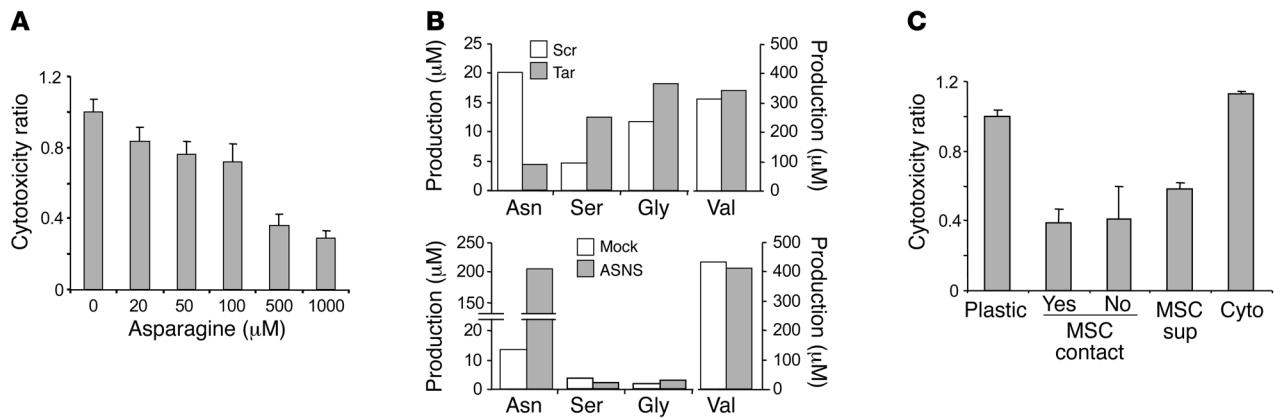 A
Cytotoxicity ratio
1.2
0.8
0.4
0
0 20 50 100 500 1000
Asparagine (μM)
B
Production (μM)
25
20
15
10
5
0
Scr
Tar
500
400
300
200
100
0
Production (μM)
Asn Ser Gly Val
Production (μM)
250
200
150
20
10
0
Mock
ASNS
500
400
300
200
100
0
Production (μM)
Asn Ser Gly Val
C
Cytotoxicity ratio
1.2
0.8
0.4
0
Plastic Yes No MSC sup Cyto
MSC
contact